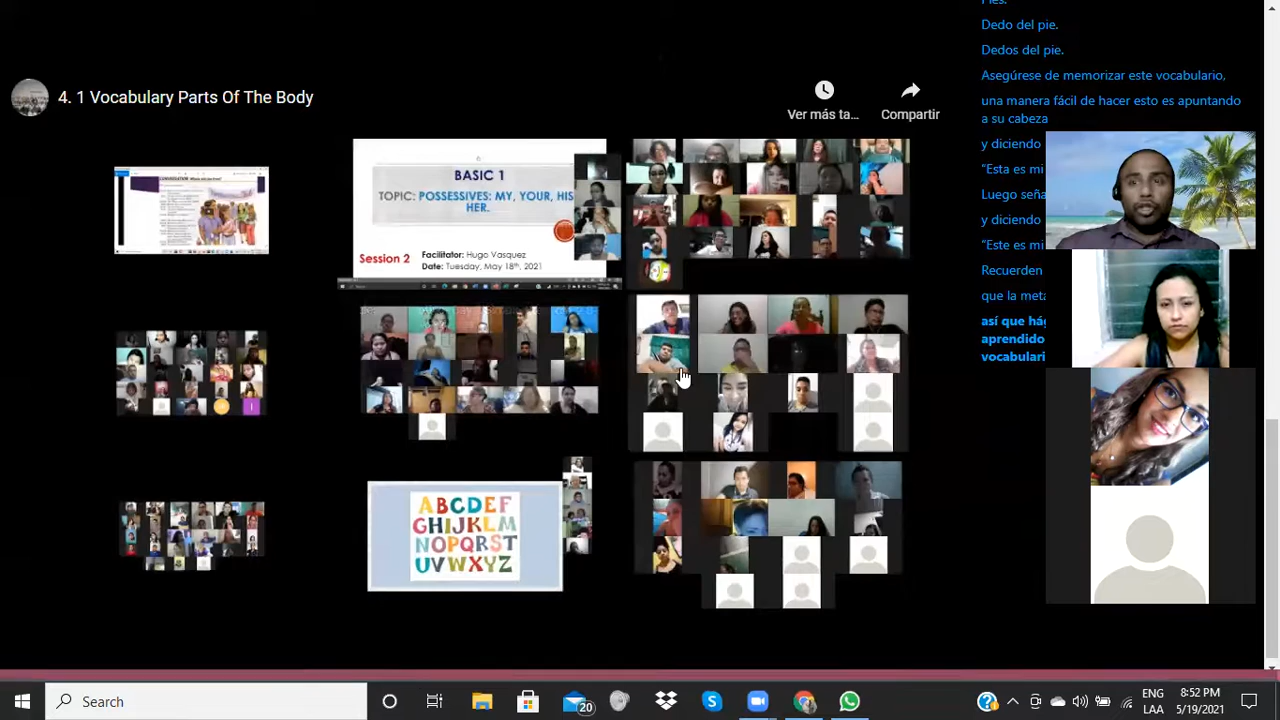 Pies.
Dedo del pie.
Dedos del pie.
Asegúrese de memorizar este vocabulario,
una manera fácil de hacer esto es apuntando
a su cabeza
y diciendo
"Esta es mi
Luego seña
y diciendo
"Este es mi
Recuerden
que la meta
así que hág
aprendido
vocabulari
4. 1 Vocabulary Parts Of The Body
Ver más ta...
Compartir
BASIC 1
TOPIC: POSSESSIVES: MY, YOUR, HIS
HER.
Session 2
Facilitator: Hugo Vasquez
Date: Tuesday, May 18th, 2021
ABCDEF
GHIJKLM
NOPQRST
UVWXYZ
Search
20
ENG
LAA
8:52 PM
5/19/2021